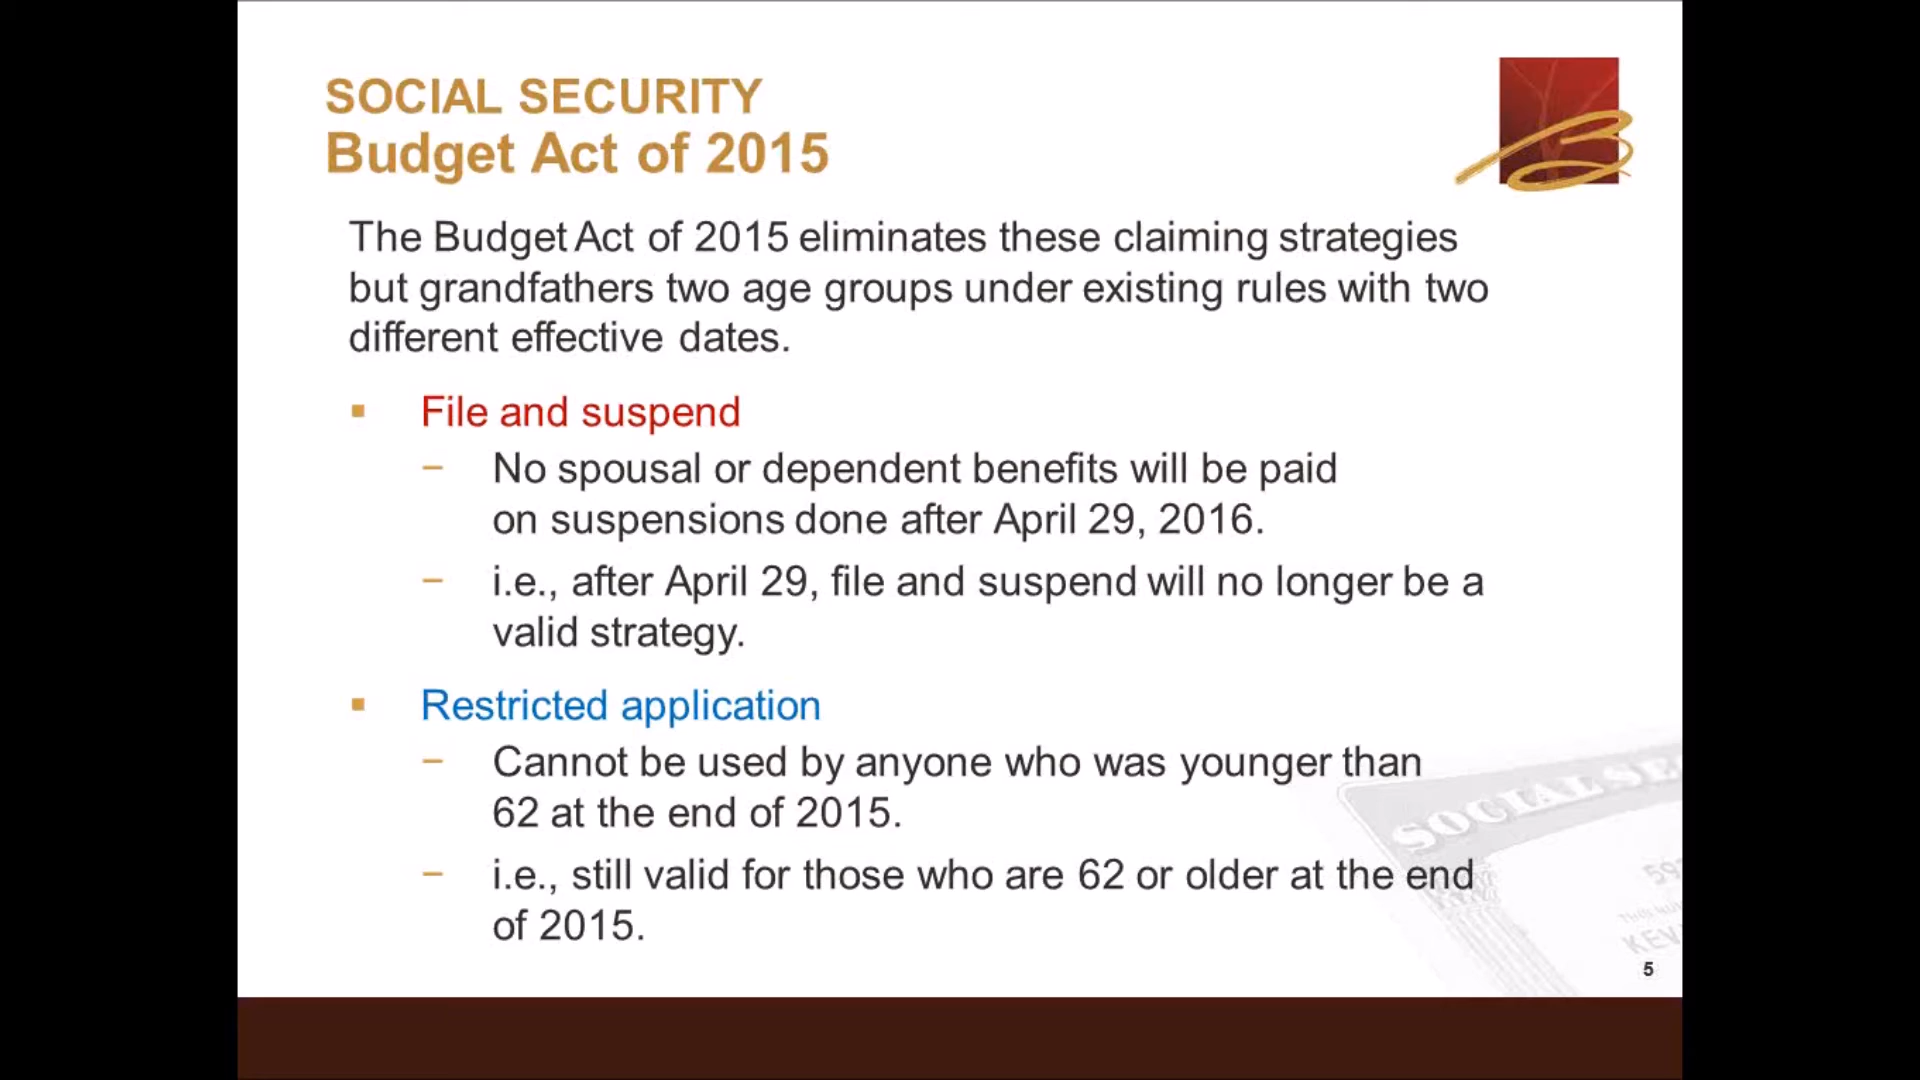 SOCIAL SECURITY
Budget Act of 2015
The Budget Act of 2015 eliminates these claiming strategies
but grandfathers two age groups under existing rules with two
different effective dates.
▪ File and suspend
− No spousal or dependent benefits will be paid
on suspensions done after April 29, 2016.
− i.e., after April 29, file and suspend will no longer be a
valid strategy.
▪ Restricted application
− Cannot be used by anyone who was younger than
62 at the end of 2015.
− i.e., still valid for those who are 62 or older at the end
of 2015.
SOCIAL SE
5